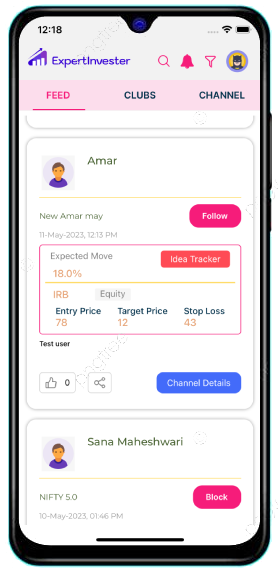 12:18
ExpertInvester
FEED CLUBS CHANNEL
Amar
New Amar may Follow
11-May-2023, 12:13 PM
Expected Move Idea Tracker
18.0%
IRB Equity
Entry Price Target Price Stop Loss
78 12 43
Test user
0 Channel Details
Sana Maheshwari
NIFTY 5.0 Block
10-May-2023, 01:46 PM